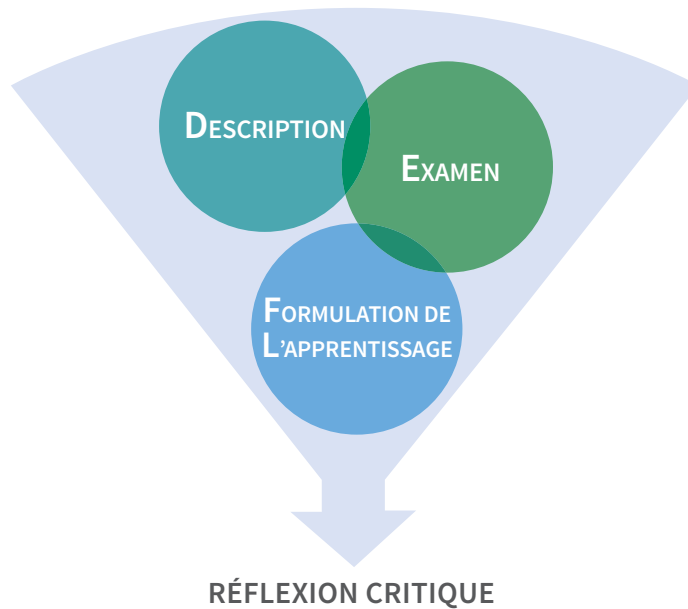 DESCRIPTION
EXAMEN
FORMULATION DE
L'APPRENTISSAGE
RÉFLEXION CRITIQUE